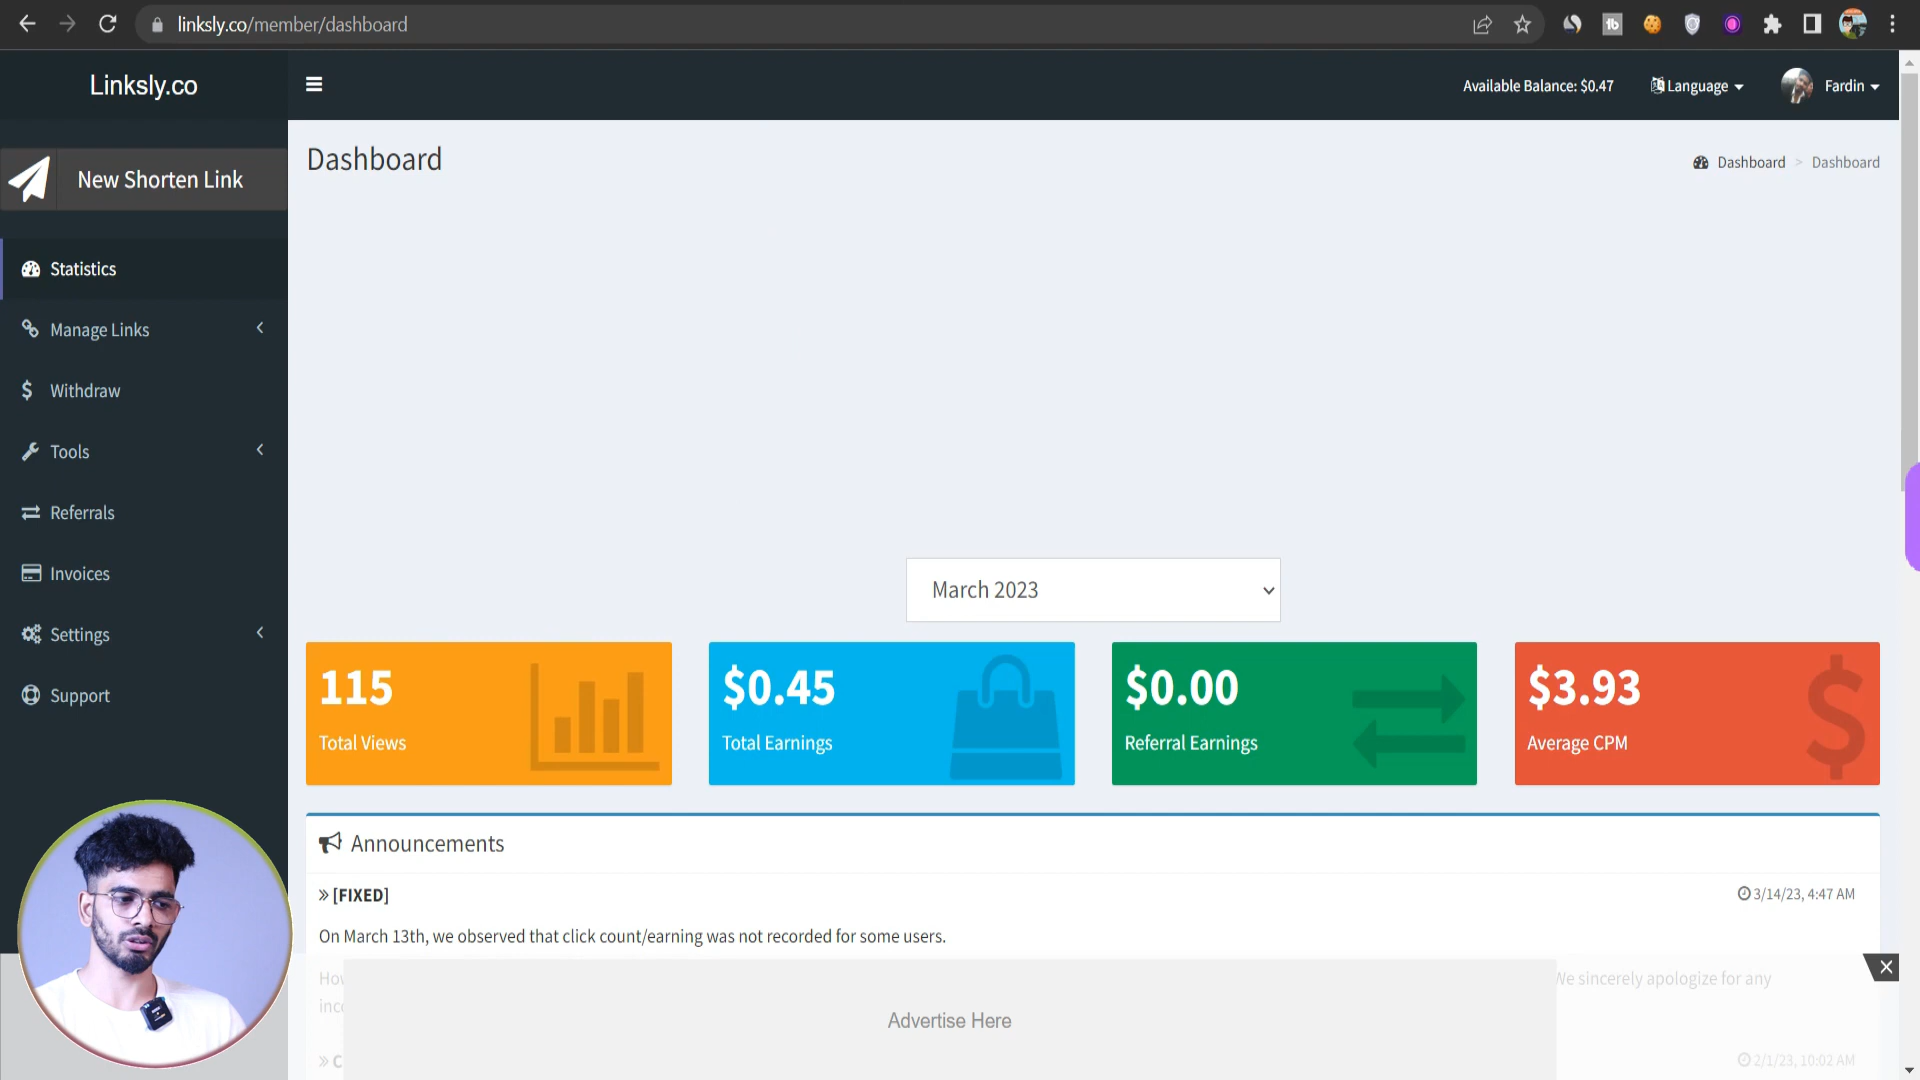 linksly.co/member/dashboard
Linksly.co
Available Balance: $0.47
Language
Fardin
New Shorten Link
Dashboard
Dashboard > Dashboard
Statistics
Manage Links
Withdraw
Tools
Referrals
Invoices
Settings
Support
March 2023
115
Total Views
$0.45
Total Earnings
$0.00
Referral Earnings
$3.93
Average CPM
Announcements
» [FIXED]
3/14/23, 4:47 AM
On March 13th, we observed that click count/earning was not recorded for some users.
We sincerely apologize for any
Advertise Here
2/1/23, 10:02 AM